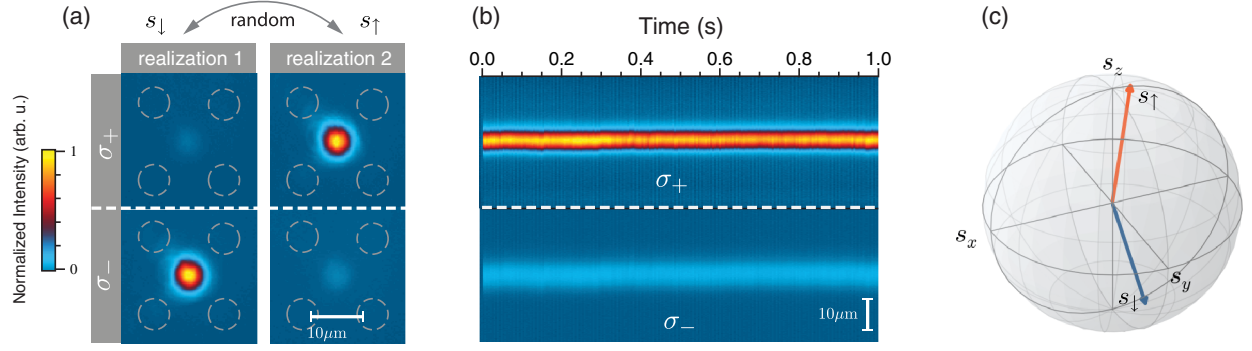 (a)
s↓
random
s↑
realization 1
realization 2
σ+
σ−
Normalized Intensity (arb. u.)
1
0
10μm
(b)
Time (s)
0.0 0.2 0.4 0.6 0.8 1.0
σ+
σ−
10μm
(c)
s_z
s↑
s_x
s_y
s↓